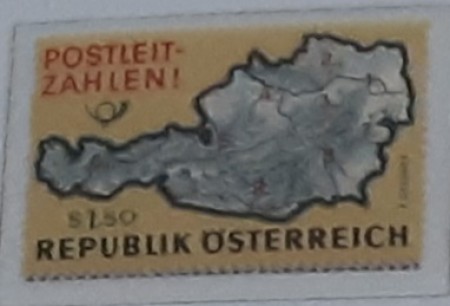 POSTLEIT-
ZAHLEN!
S 1,50
REPUBLIK ÖSTERREICH